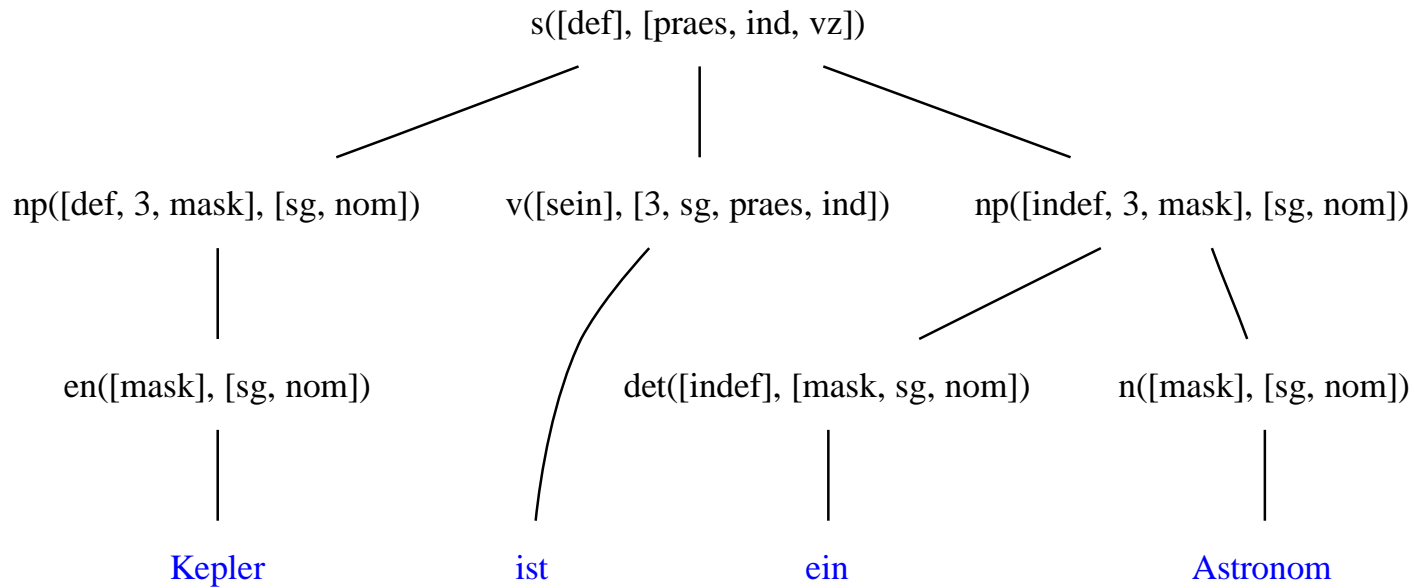 s([def], [praes, ind, vz])
np([def, 3, mask], [sg, nom]) v([sein], [3, sg, praes, ind]) np([indef, 3, mask], [sg, nom])
en([mask], [sg, nom]) det([indef], [mask, sg, nom]) n([mask], [sg, nom])
Kepler ist ein Astronom